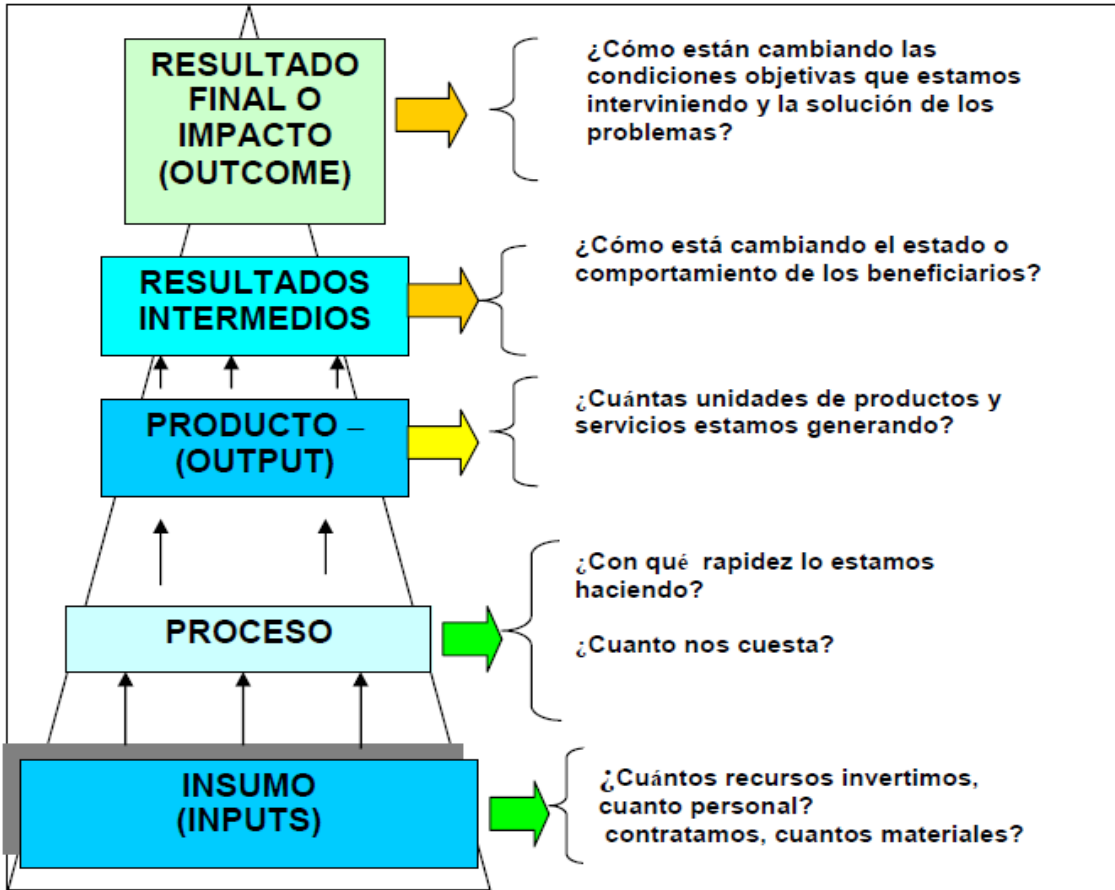 RESULTADO
FINAL O
IMPACTO
(OUTCOME)
¿Cómo están cambiando las
condiciones objetivas que estamos
interviniendo y la solución de los
problemas?
RESULTADOS
INTERMEDIOS
¿Cómo está cambiando el estado o
comportamiento de los beneficiarios?
PRODUCTO –
(OUTPUT)
¿Cuántas unidades de productos y
servicios estamos generando?
PROCESO
¿Con qué  rapidez lo estamos
haciendo?
¿Cuanto nos cuesta?
INSUMO
(INPUTS)
¿Cuántos recursos invertimos,
cuanto personal?
contratamos, cuantos materiales?